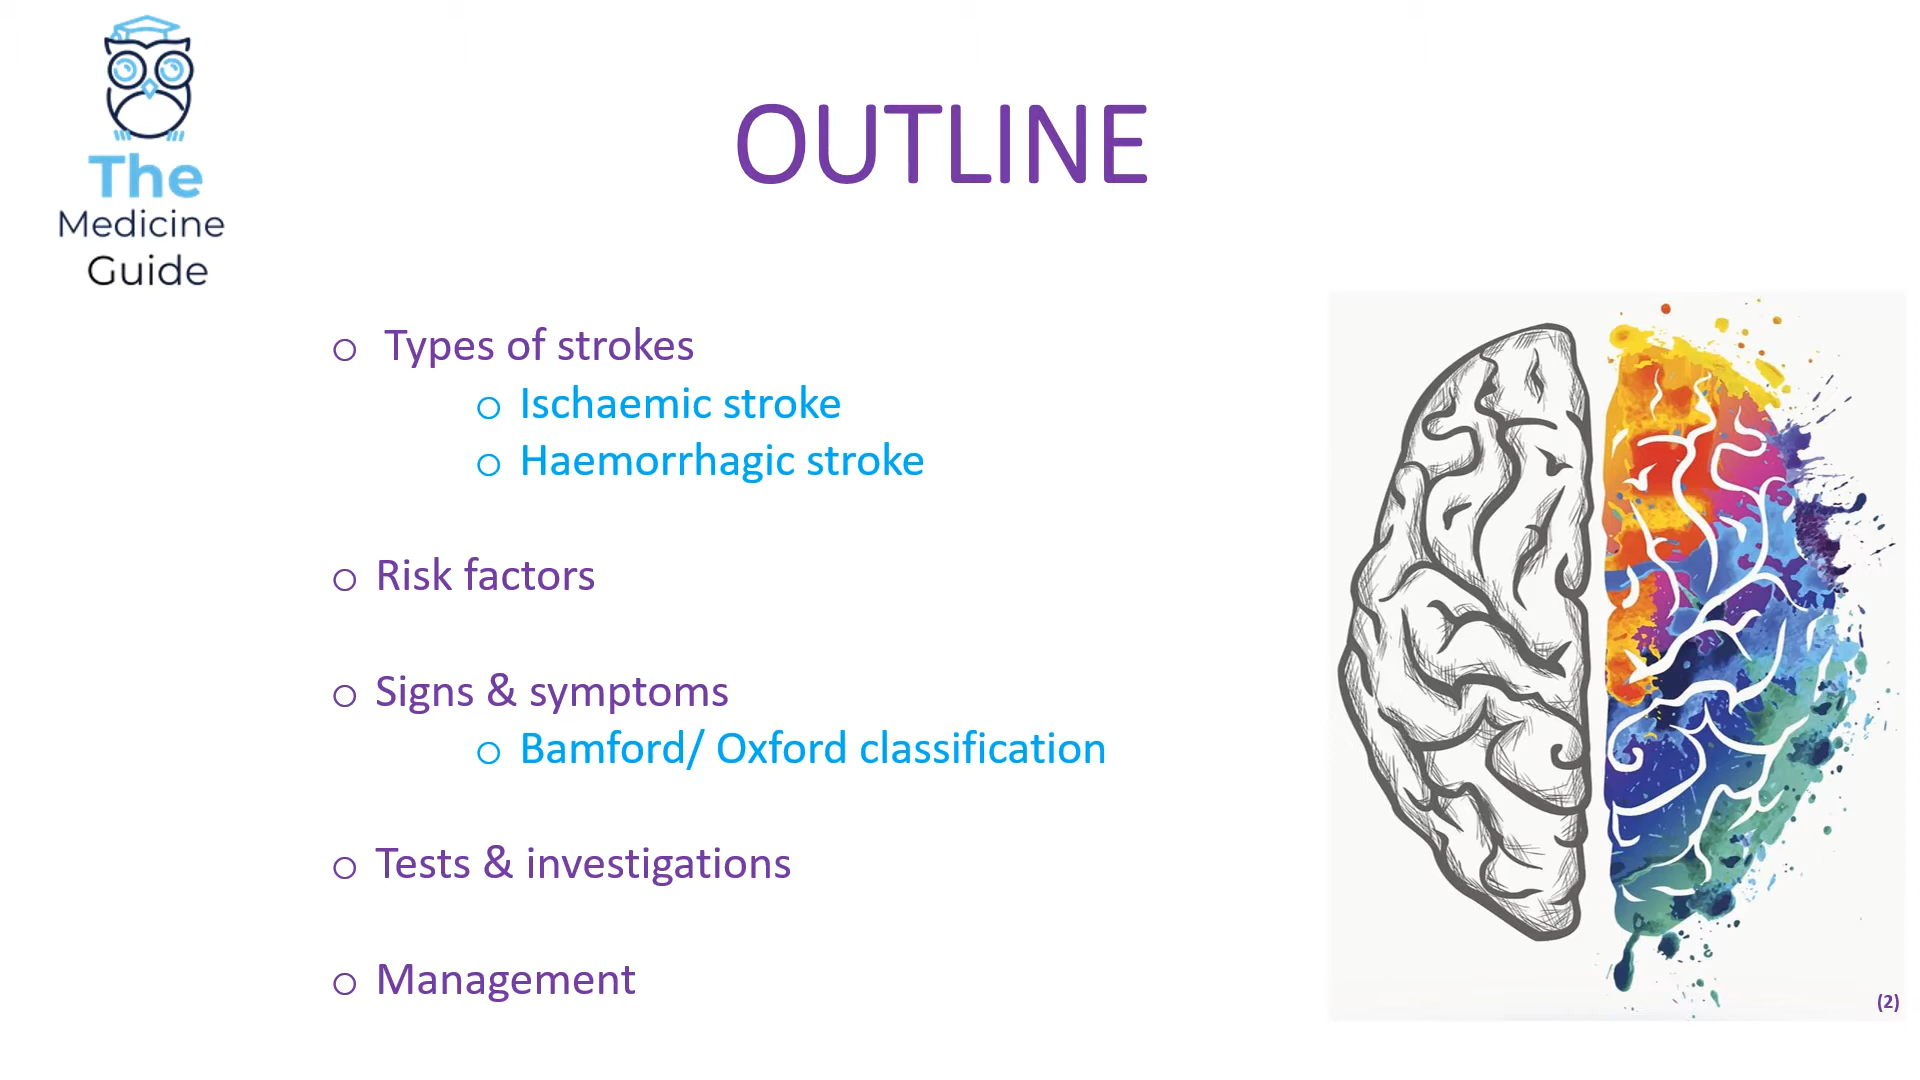 The
Medicine
Guide
OUTLINE
o Types of strokes
o Ischaemic stroke
o Haemorrhagic stroke
o Risk factors
o Signs & symptoms
o Bamford/ Oxford classification
o Tests & investigations
o Management
(2)